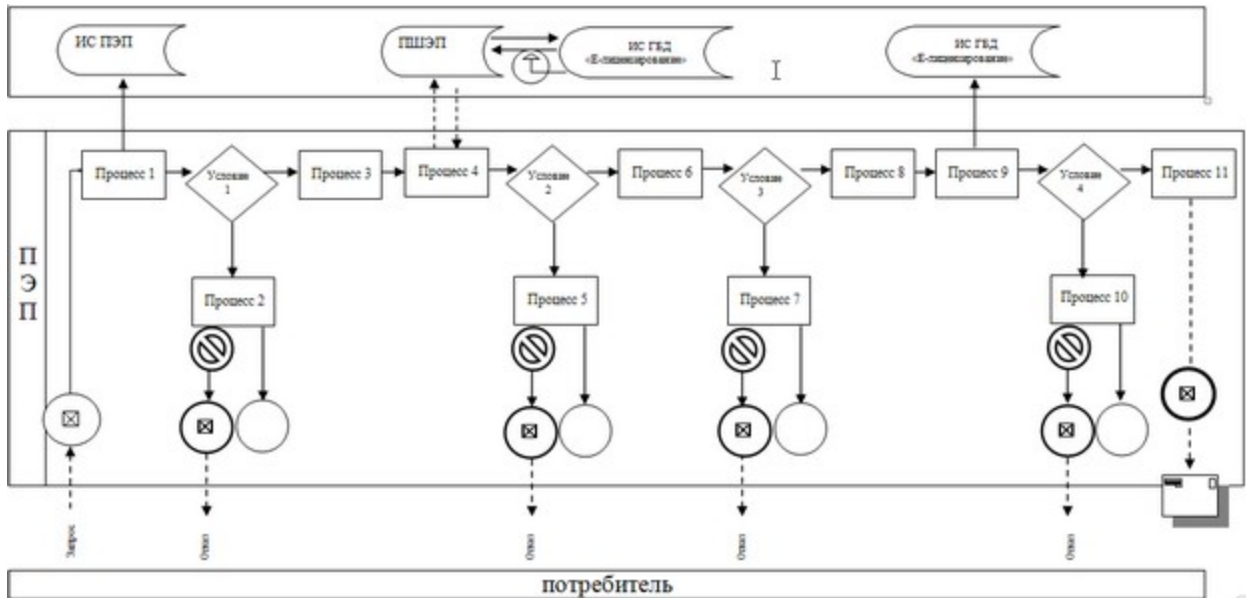 ИС ПЭП
ПШЭП
ИС ГБД
«Е-лицензирование»
ИС ГБД
«Е-лицензирование»
Процесс 1
Условие
1
Процесс 3
Процесс 4
Условие
2
Процесс 6
Условие
3
Процесс 8
Процесс 9
Условие
4
Процесс 11
П
Э
П
Процесс 2
Процесс 5
Процесс 7
Процесс 10
Запрос
Отказ
Отказ
Отказ
Отказ
потребитель